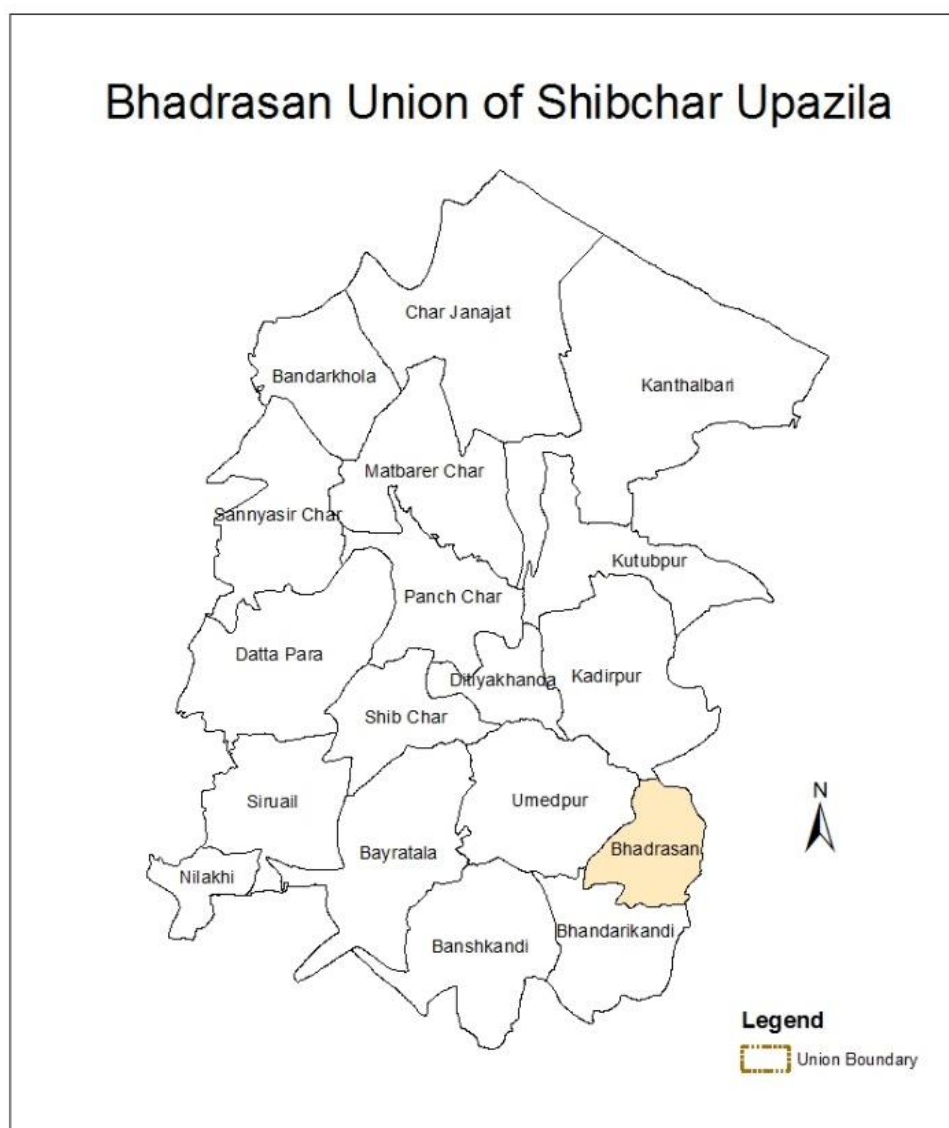 Bhadrasan Union of Shibchar Upazila
Char Janajat
Bandarkhola
Kanthalbari
Matbarer Char
Sannyasir Char
Kutubpur
Panch Char
Datta Para
Ditiyakhanda
Kadirpur
Shib Char
Siruail
Umedpur
N
Bhadrasan
Bayratala
Nilakhi
Bhandarikandi
Banshkandi
Legend
Union Boundary